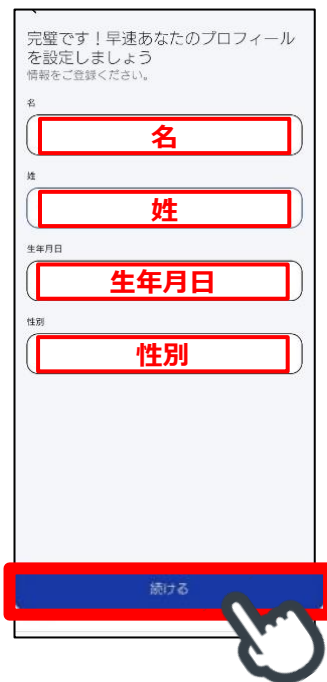 完璧です！早速あなたのプロフィール
を設定しましょう
情報をご登録ください。
名
名
姓
姓
生年月日
生年月日
性別
性別
続ける